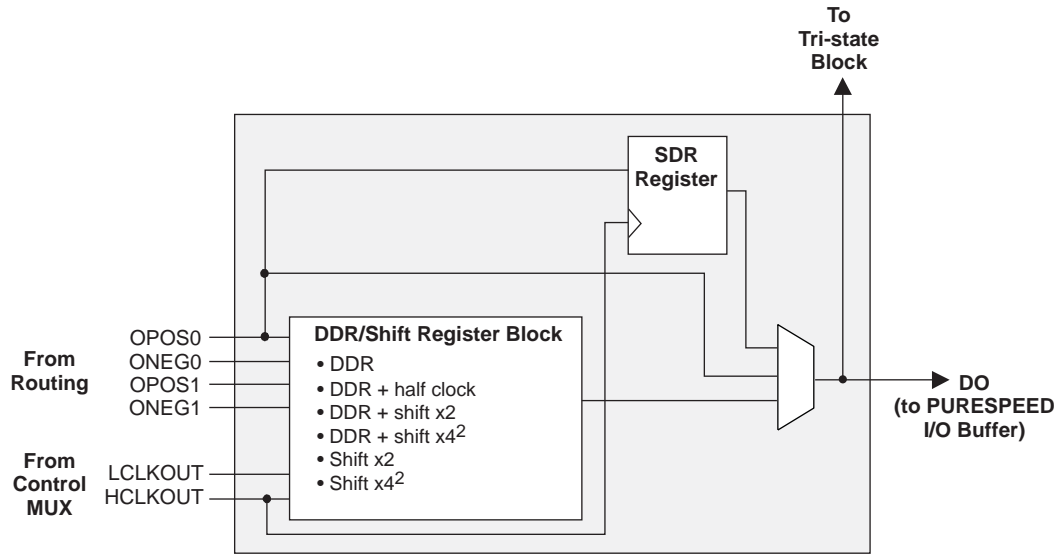 To
Tri-state
Block
SDR
Register
OPOS0
ONEG0
OPOS1
ONEG1
From
Routing
LCLKOUT
HCLKOUT
From
Control
MUX
DDR/Shift Register Block
• DDR
• DDR + half clock
• DDR + shift x2
• DDR + shift x4²
• Shift x2
• Shift x4²
DO
(to PURESPEED
I/O Buffer)